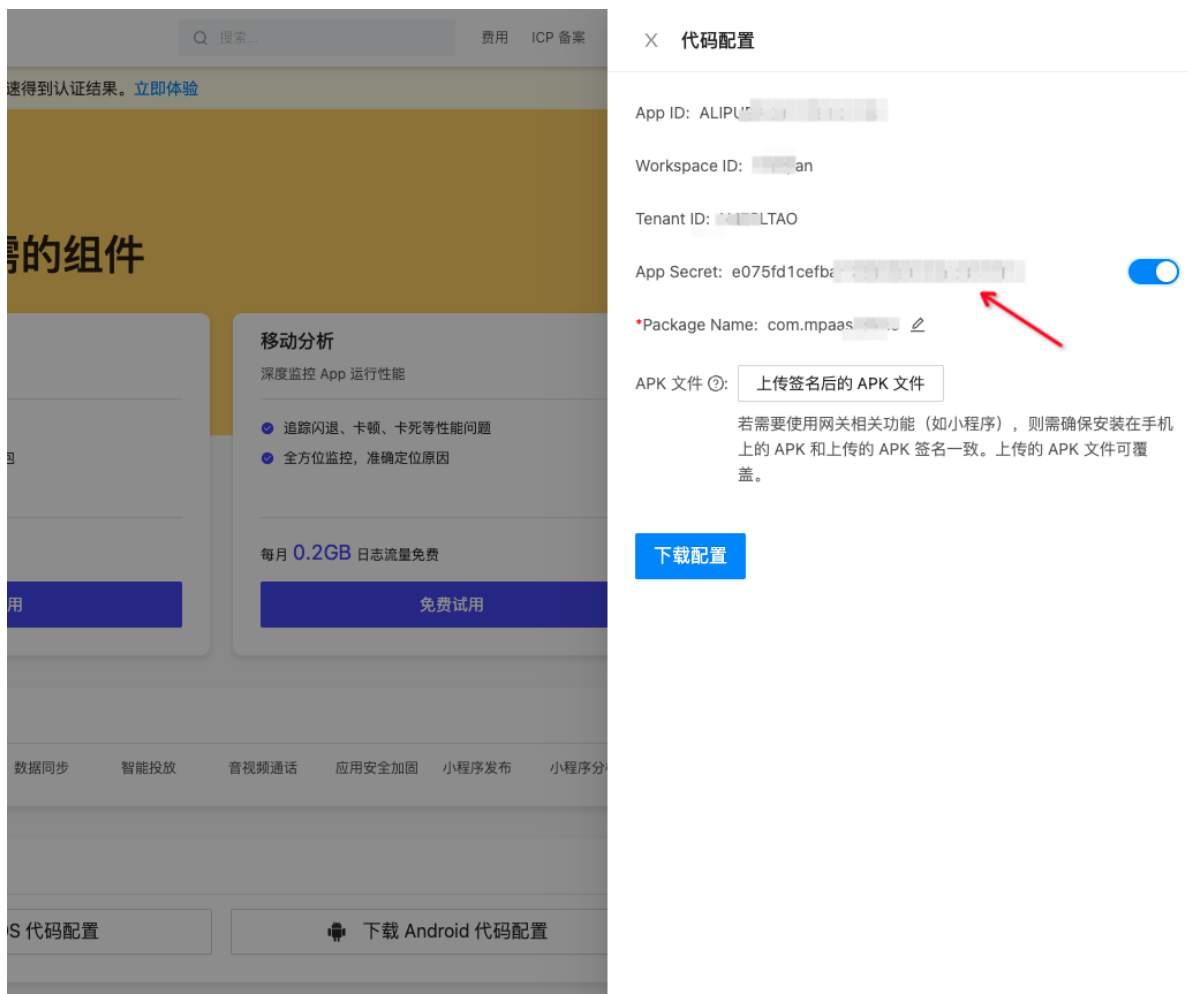 搜索...
费用
ICP 备案
速得到认证结果。立即体验
的组件
移动分析
深度监控 App 运行性能
追踪闪退、卡顿、卡死等性能问题
全方位监控，准确定位原因
包
每月 0.2GB 日志流量免费
用
免费试用
数据同步
智能投放
音视频通话
应用安全加固
小程序发布
小程序分
S 代码配置
下载 Android 代码配置
代码配置
App ID: ALIPU
Workspace ID: an
Tenant ID: LTAO
App Secret: e075fd1cefba
*Package Name: com.mpaas
APK 文件 ?:
上传签名后的 APK 文件
若需要使用网关相关功能（如小程序），则需确保安装在手机
上的 APK 和上传的 APK 签名一致。上传的 APK 文件可覆
盖。
下载配置